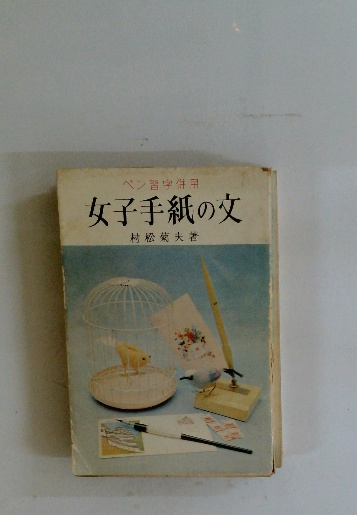 ペン習字併用
女子手紙の文
村松菊夫著